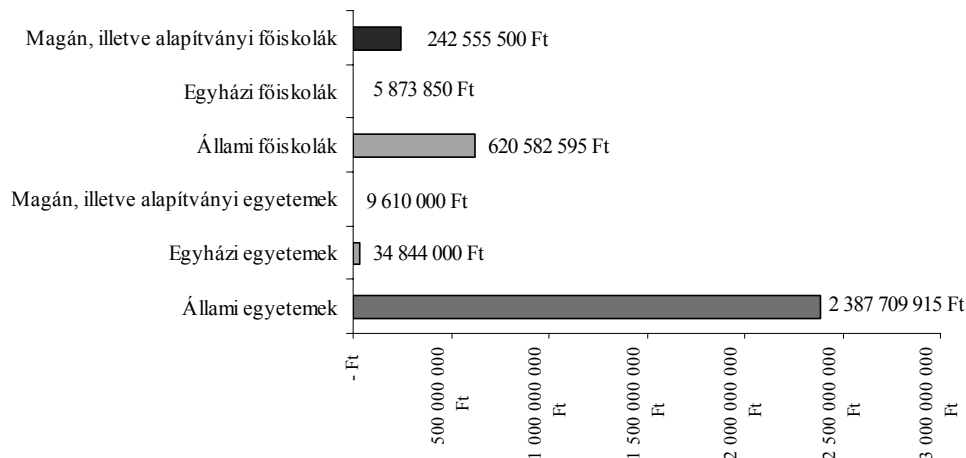 Magán, illetve alapítványi főiskolák 242 555 500 Ft
Egyházi főiskolák 5 873 850 Ft
Állami főiskolák 620 582 595 Ft
Magán, illetve alapítványi egyetemek 9 610 000 Ft
Egyházi egyetemek 34 844 000 Ft
Állami egyetemek 2 387 709 915 Ft
- Ft
500 000 000
Ft
1 000 000 000
Ft
1 500 000 000
Ft
2 000 000 000
Ft
2 500 000 000
Ft
3 000 000 000
Ft